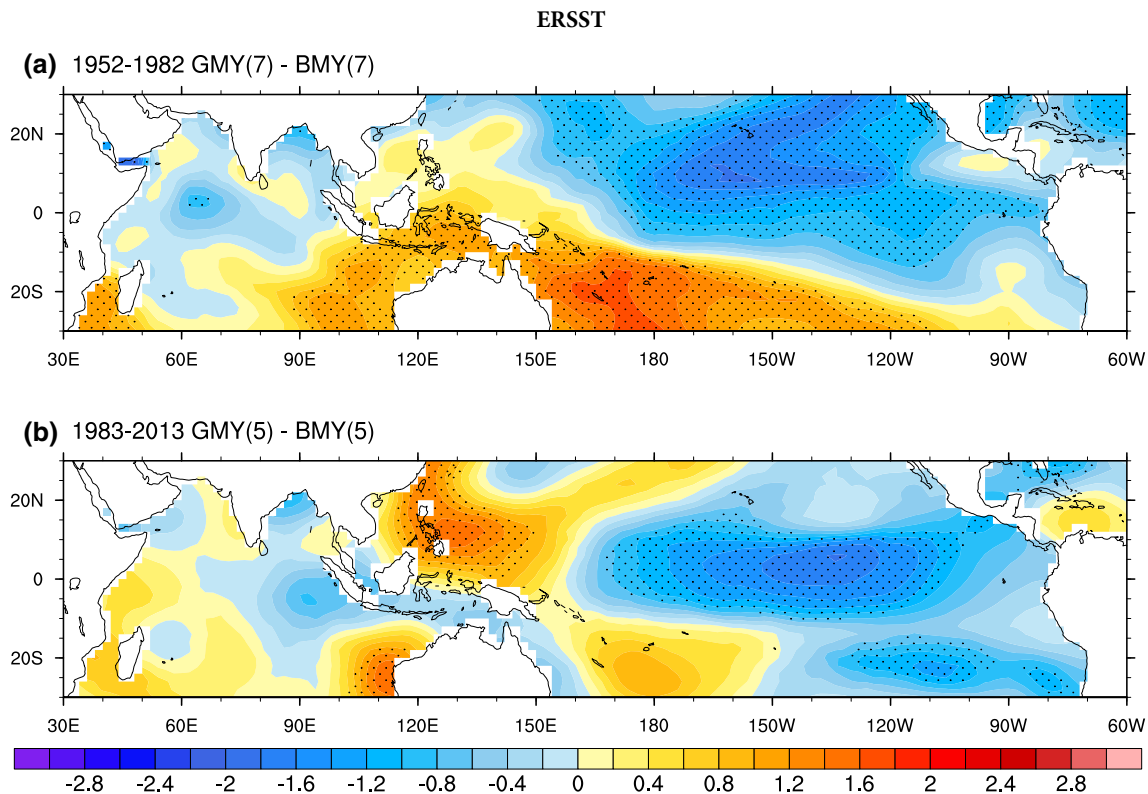 ERSST
(a) 1952-1982 GMY(7) - BMY(7)
20N
0
20S
30E 60E 90E 120E 150E 180 150W 120W 90W 60W
(b) 1983-2013 GMY(5) - BMY(5)
20N
0
20S
30E 60E 90E 120E 150E 180 150W 120W 90W 60W
-2.8 -2.4 -2 -1.6 -1.2 -0.8 -0.4 0 0.4 0.8 1.2 1.6 2 2.4 2.8